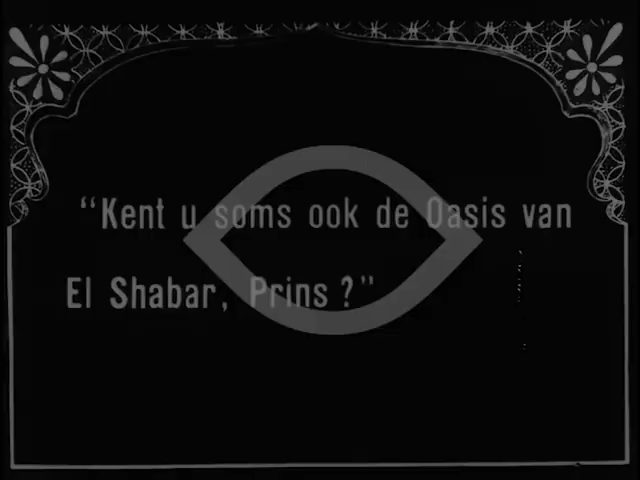 “Kent u soms ook de Oasis van
El Shabar, Prins?”